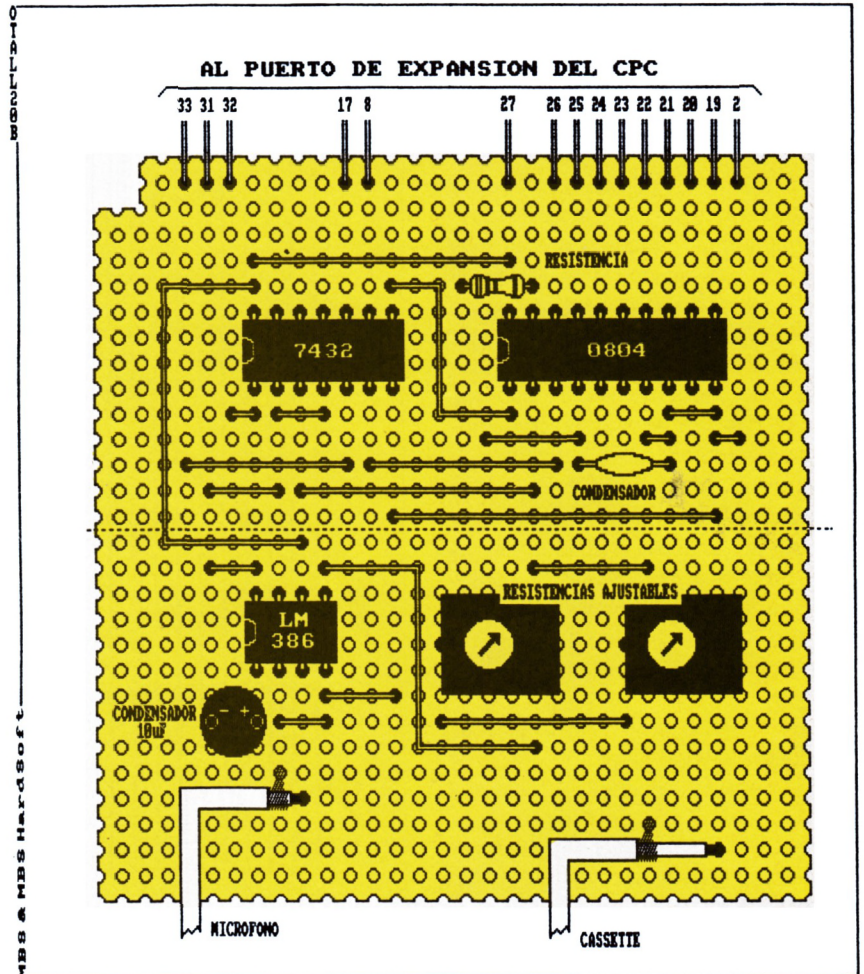 AL PUERTO DE EXPANSION DEL CPC
33 31 32 17 8 27 26 25 24 23 22 21 20 19 2
RESISTENCIA
7432
0804
CONDENSADOR
RESISTENCIAS AJUSTABLES
LM
386
CONDENSADOR
10uF
MICROFONO
CASSETTE
MBS & MBS HardSoft